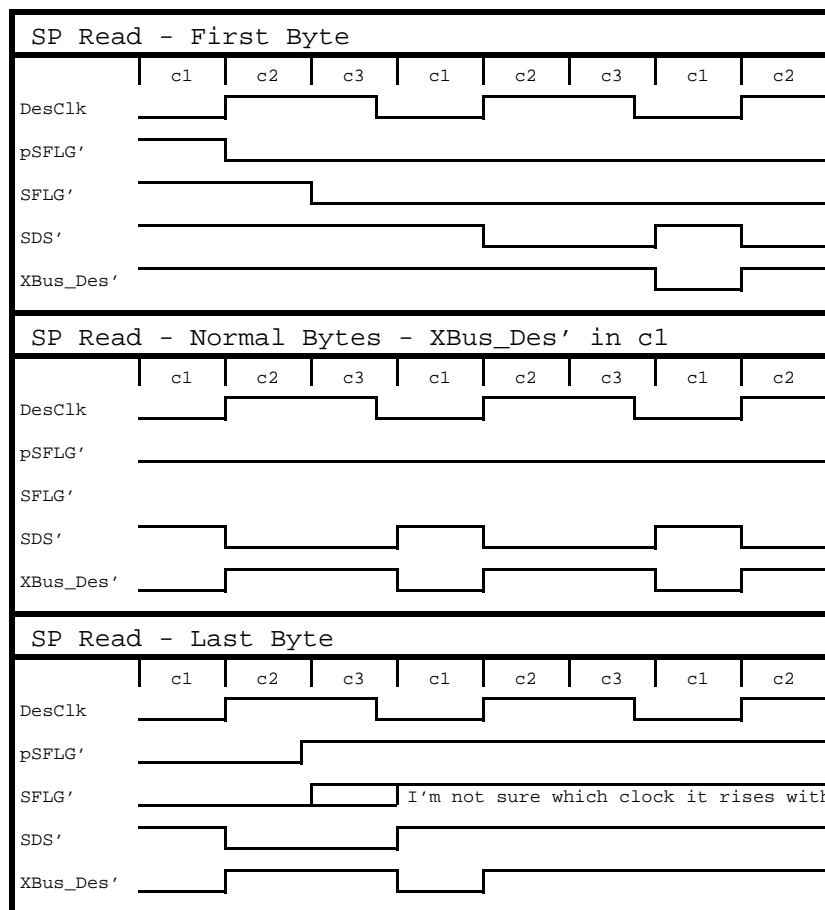 SP Read - First Byte
c1 c2 c3 c1 c2 c3 c1 c2
DesClk
pSFLG′
SFLG′
SDS′
XBus_Des′
SP Read - Normal Bytes - XBus_Des′ in c1
c1 c2 c3 c1 c2 c3 c1 c2
DesClk
pSFLG′
SFLG′
SDS′
XBus_Des′
SP Read - Last Byte
c1 c2 c3 c1 c2 c3 c1 c2
DesClk
pSFLG′
SFLG′ I'm not sure which clock it rises with
SDS′
XBus_Des′